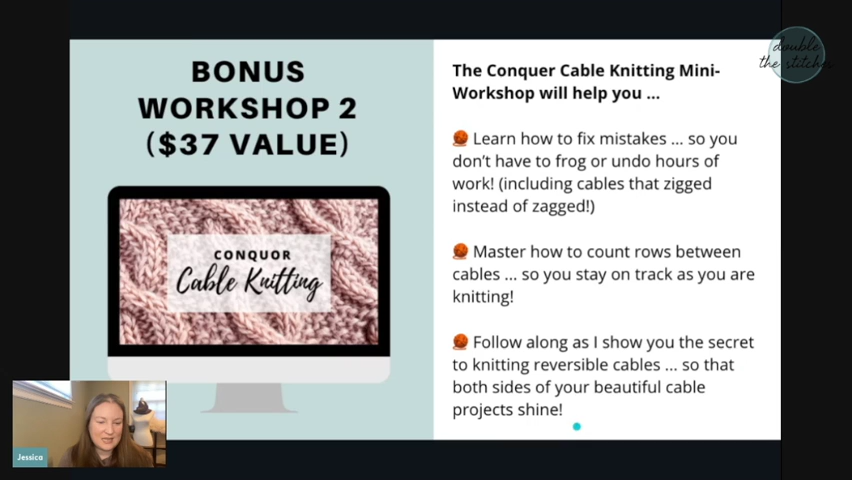 BONUS
WORKSHOP 2
($37 VALUE)
CONQUOR
Cable Knitting
The Conquer Cable Knitting Mini-
Workshop will help you ...
Learn how to fix mistakes ... so you
don't have to frog or undo hours of
work! (including cables that zigged
instead of zagged!)
Master how to count rows between
cables ... so you stay on track as you are
knitting!
Follow along as I show you the secret
to knitting reversible cables ... so that
both sides of your beautiful cable
projects shine!
double
the stitches
Jessica